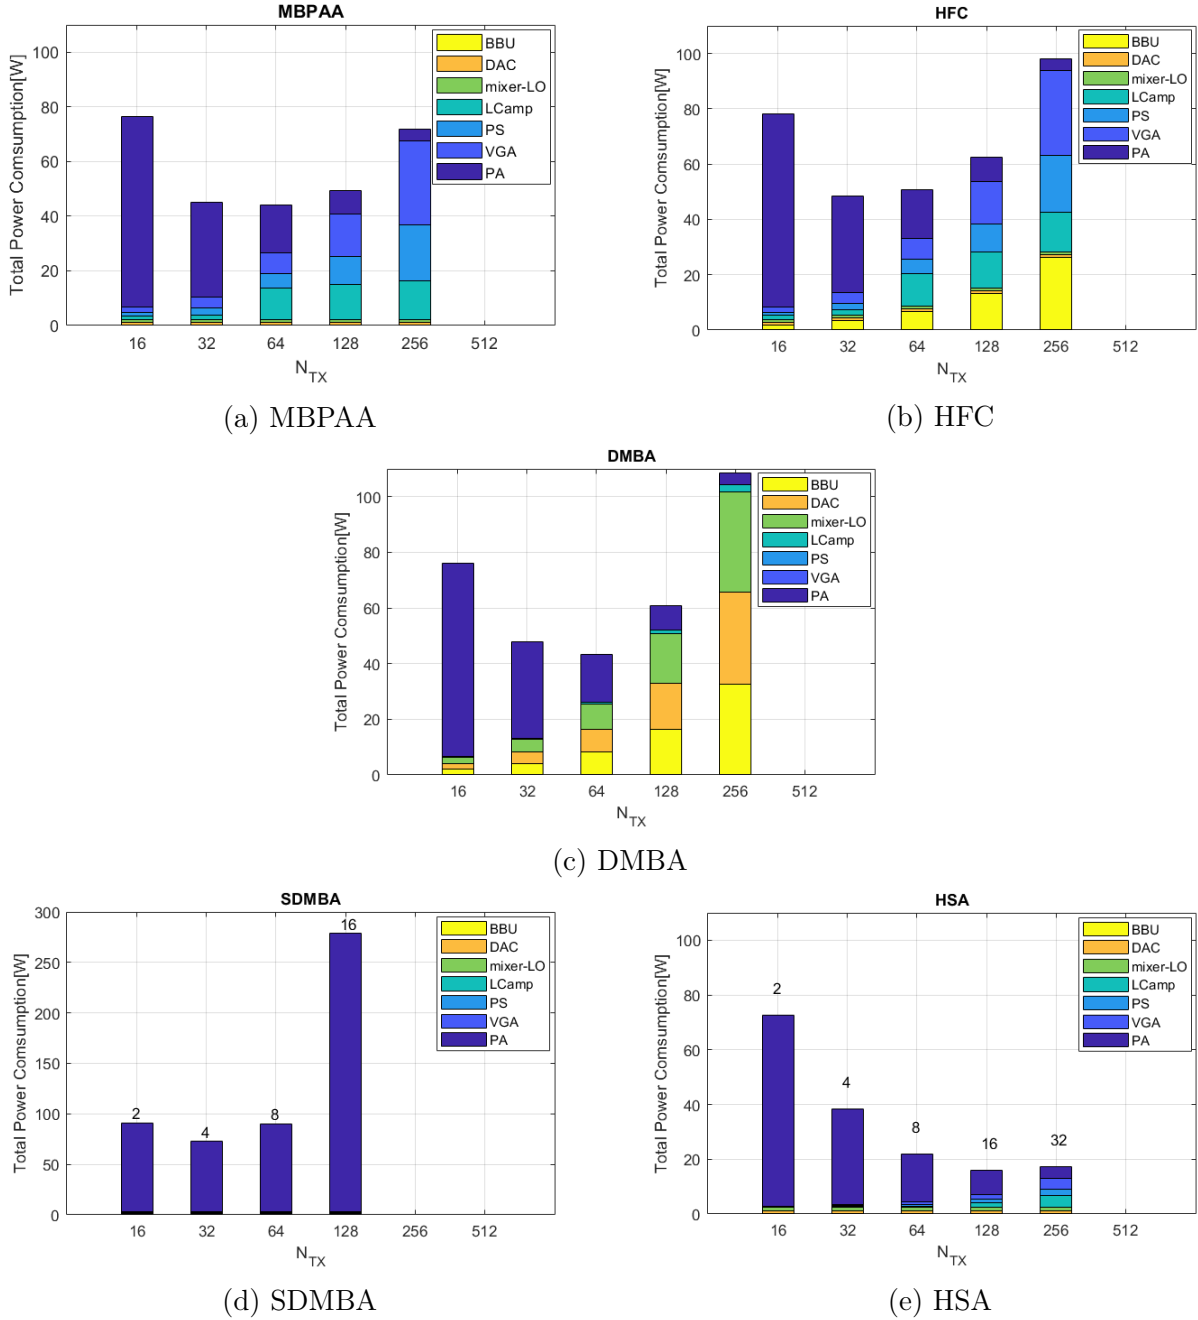 MBPAA
Total Power Comsumption[W]
100
80
60
40
20
0
16 32 64 128 256 512
N_TX
BBU
DAC
mixer-LO
LCamp
PS
VGA
PA
(a) MBPAA
HFC
Total Power Comsumption[W]
100
80
60
40
20
0
16 32 64 128 256 512
N_TX
BBU
DAC
mixer-LO
LCamp
PS
VGA
PA
(b) HFC
DMBA
Total Power Comsumption[W]
100
80
60
40
20
0
16 32 64 128 256 512
N_TX
BBU
DAC
mixer-LO
LCamp
PS
VGA
PA
(c) DMBA
SDMBA
Total Power Comsumption[W]
300
250
200
150
100
50
0
2 4 8 16
16 32 64 128 256 512
N_TX
BBU
DAC
mixer-LO
LCamp
PS
VGA
PA
(d) SDMBA
HSA
Total Power Comsumption[W]
100
80
60
40
20
0
2 4 8 16 32
16 32 64 128 256 512
N_TX
BBU
DAC
mixer-LO
LCamp
PS
VGA
PA
(e) HSA